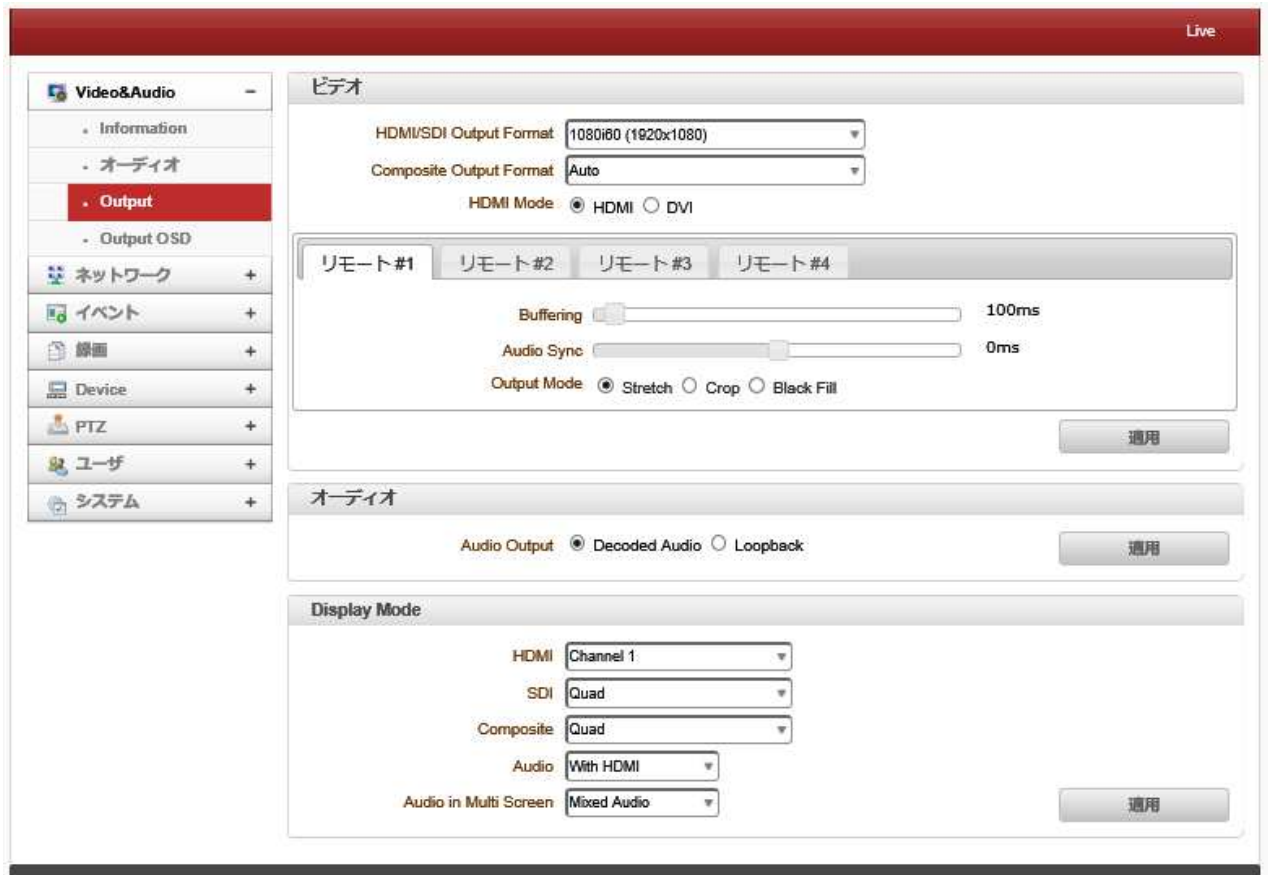 Live
Video&Audio −
Information
オーディオ
Output
Output OSD
ネットワーク +
イベント +
録画 +
Device +
PTZ +
ユーザ +
システム +
ビデオ
HDMI/SDI Output Format 1080i60 (1920x1080)
Composite Output Format Auto
HDMI Mode HDMI DVI
リモート #1 リモート #2 リモート #3 リモート #4
Buffering 100ms
Audio Sync 0ms
Output Mode Stretch Crop Black Fill
適用
オーディオ
Audio Output Decoded Audio Loopback 適用
Display Mode
HDMI Channel 1
SDI Quad
Composite Quad
Audio With HDMI
Audio in Multi Screen Mixed Audio 適用